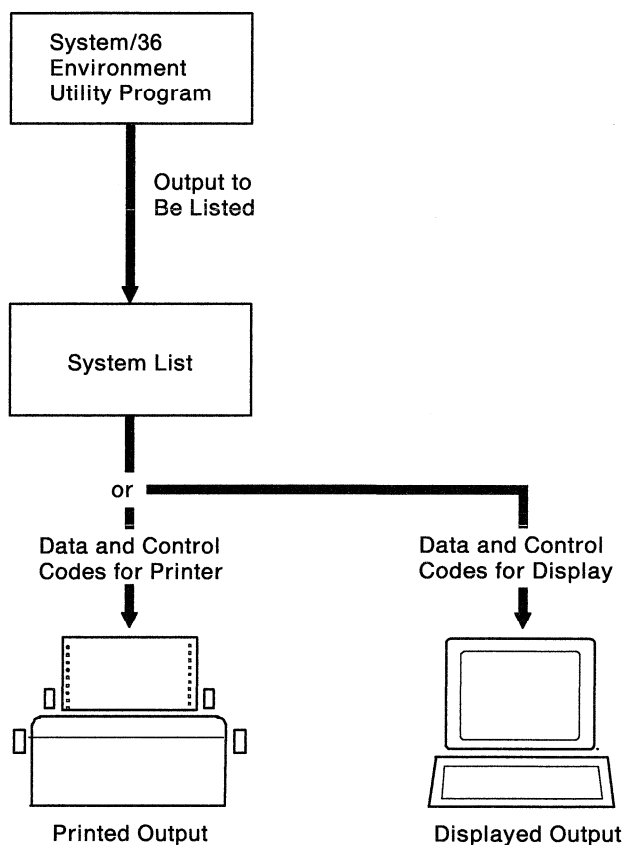 System/36
Environment
Utility Program
Output to
Be Listed
System List
or
Data and Control
Codes for Printer
Data and Control
Codes for Display
Printed Output
Displayed Output